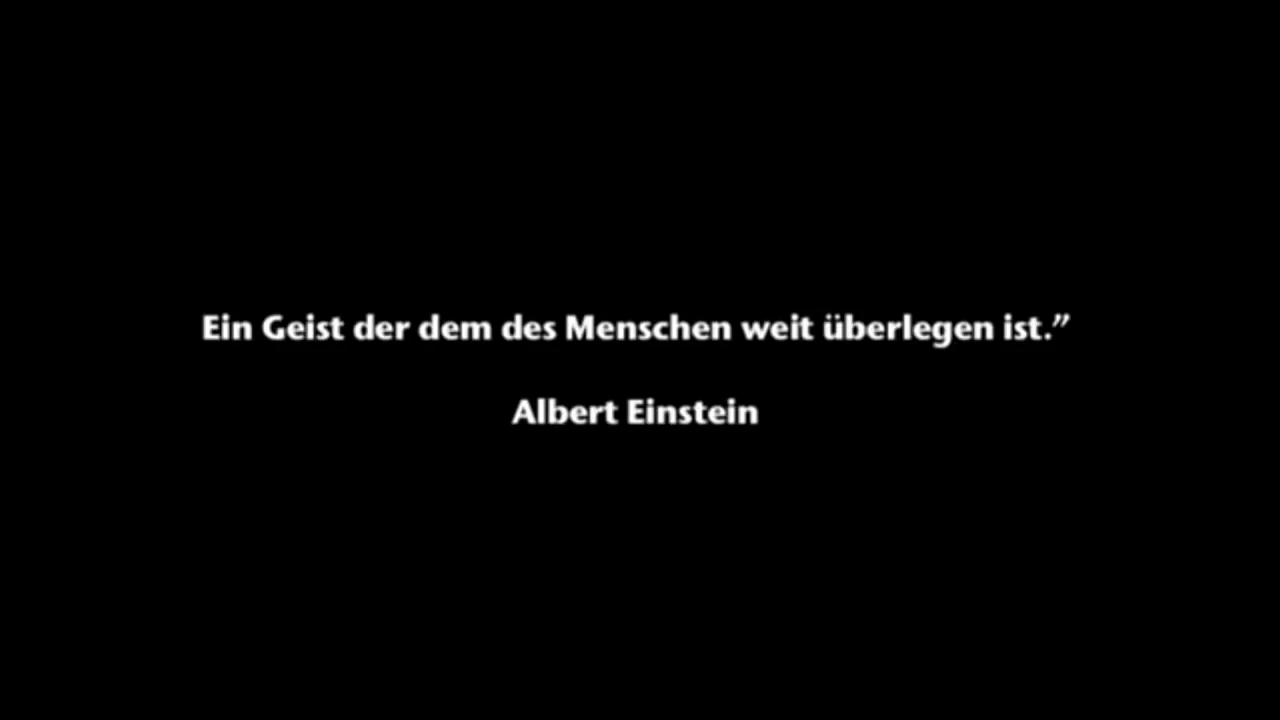 Ein Geist der dem des Menschen weit überlegen ist.”
Albert Einstein